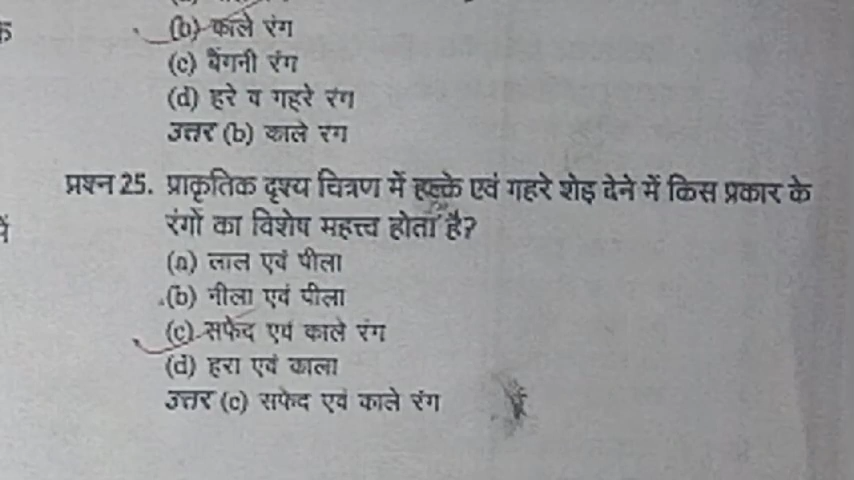 (b) काले रंग
(c) बैंगनी रंग
(d) हरे व गहरे रंग
उत्तर (b) काले रंग
प्रश्न 25. प्राकृतिक दृश्य चित्रण में हल्के एवं गहरे शेड देने में किस प्रकार के
रंगों का विशेष महत्त्व होता है?
(a) लाल एवं पीला
(b) नीला एवं पीला
(c) सफेद एवं काले रंग
(d) हरा एवं काला
उत्तर (c) सफेद एवं काले रंग